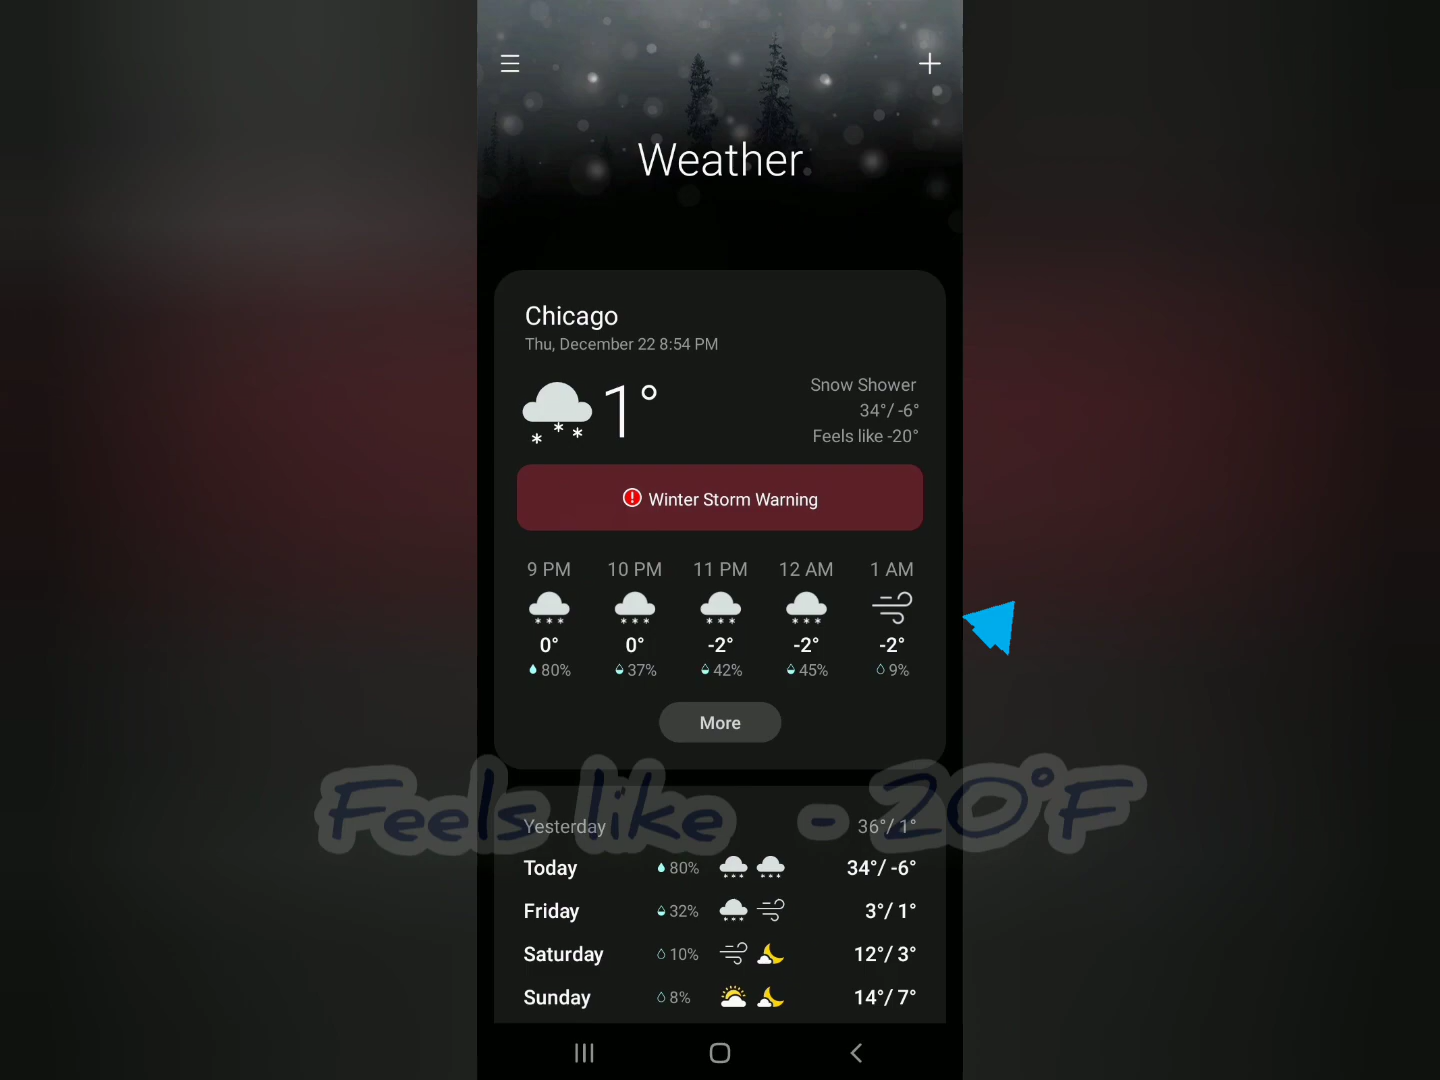 Weather
Chicago
Thu, December 22 8:54 PM
1°
Snow Shower
34°/ -6°
Feels like -20°
Winter Storm Warning
9 PM 10 PM 11 PM 12 AM 1 AM
0° 0° -2° -2° -2°
80% 37% 42% 45% 9%
More
Feels like - 20°F
Yesterday 36°/ 1°
Today 80% 34°/ -6°
Friday 32% 3°/ 1°
Saturday 10% 12°/ 3°
Sunday 8% 14°/ 7°